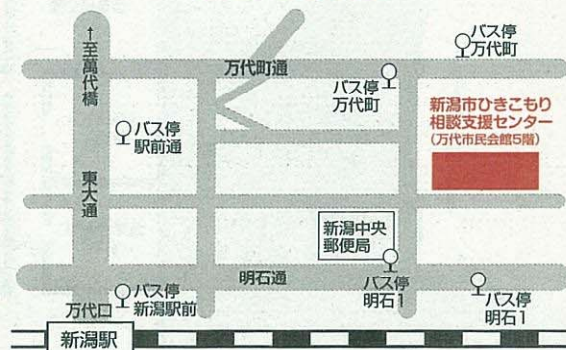 ↑至萬代橋
バス停
万代町
万代町通
バス停
万代町
新潟市ひきこもり
相談支援センター
(万代市民会館5階)
バス停
駅前通
東大通
新潟中央
郵便局
明石通
バス停
明石1
バス停
明石1
バス停
新潟駅前
万代口
新潟駅